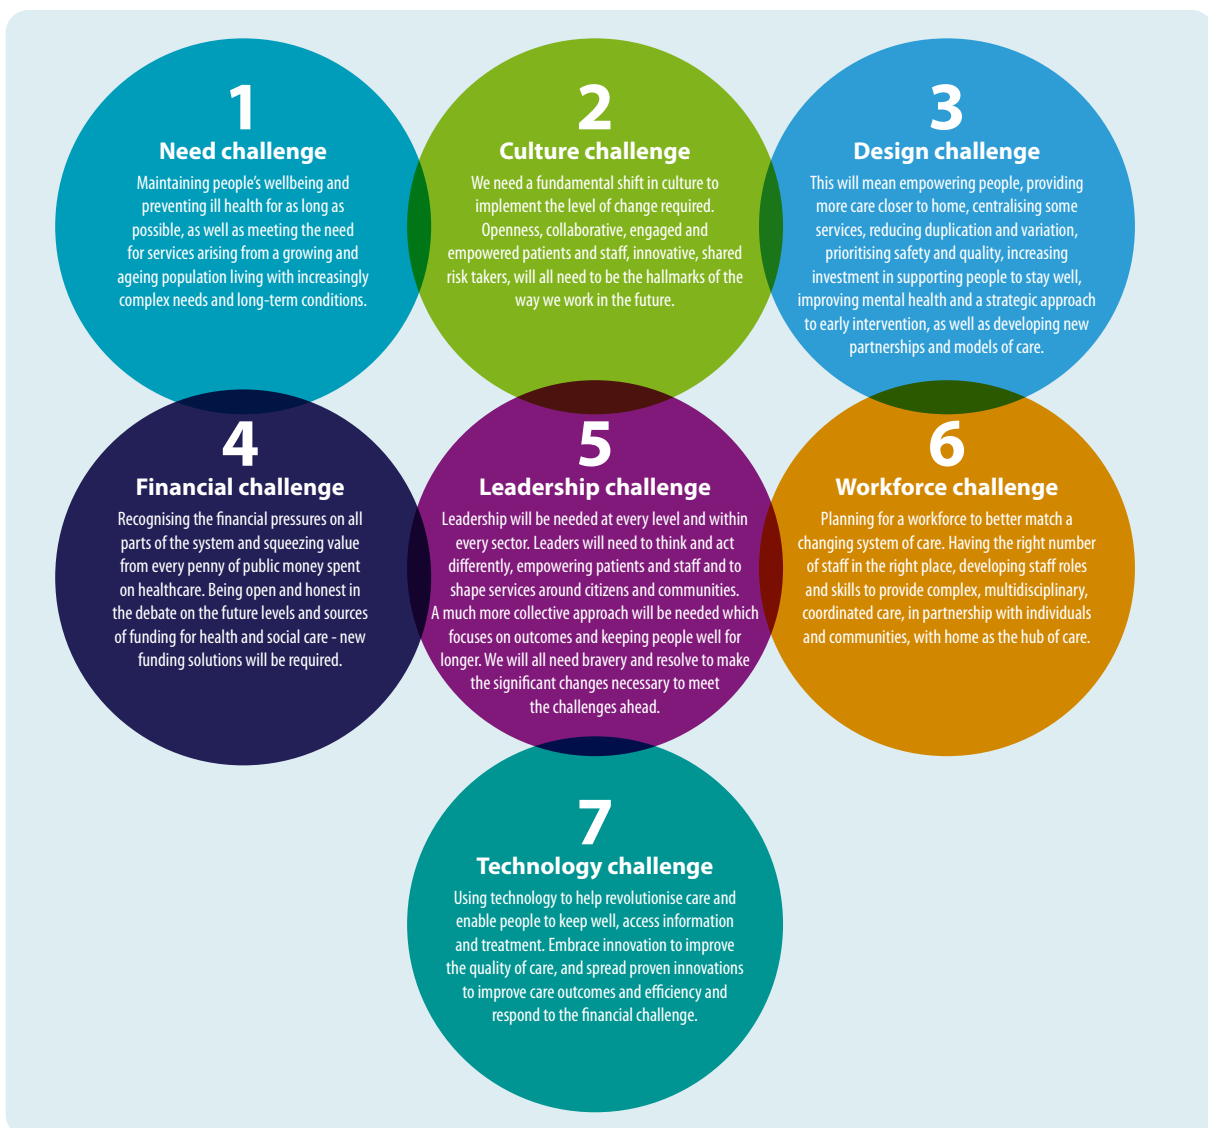 1
Need challenge
Maintaining people’s wellbeing and
preventing ill health for as long as
possible, as well as meeting the need
for services arising from a growing and
ageing population living with increasingly
complex needs and long-term conditions.
2
Culture challenge
We need a fundamental shift in culture to
implement the level of change required.
Openness, collaborative, engaged and
empowered patients and staff, innovative, shared
risk takers, will all need to be the hallmarks of the
way we work in the future.
3
Design challenge
This will mean empowering people, providing
more care closer to home, centralising some
services, reducing duplication and variation,
prioritising safety and quality, increasing
investment in supporting people to stay well,
improving mental health and a strategic approach
to early intervention, as well as developing new
partnerships and models of care.
4
Financial challenge
Recognising the financial pressures on all
parts of the system and squeezing value
from every penny of public money spent
on healthcare. Being open and honest in
the debate on the future levels and sources
of funding for health and social care - new
funding solutions will be required.
5
Leadership challenge
Leadership will be needed at every level and within
every sector. Leaders will need to think and act
differently, empowering patients and staff and to
shape services around citizens and communities.
A much more collective approach will be needed which
focuses on outcomes and keeping people well for
longer. We will all need bravery and resolve to make
the significant changes necessary to meet
the challenges ahead.
6
Workforce challenge
Planning for a workforce to better match a
changing system of care. Having the right number
of staff in the right place, developing staff roles
and skills to provide complex, multidisciplinary,
coordinated care, in partnership with individuals
and communities, with home as the hub of care.
7
Technology challenge
Using technology to help revolutionise care and
enable people to keep well, access information
and treatment. Embrace innovation to improve
the quality of care, and spread proven innovations
to improve care outcomes and efficiency and
respond to the financial challenge.